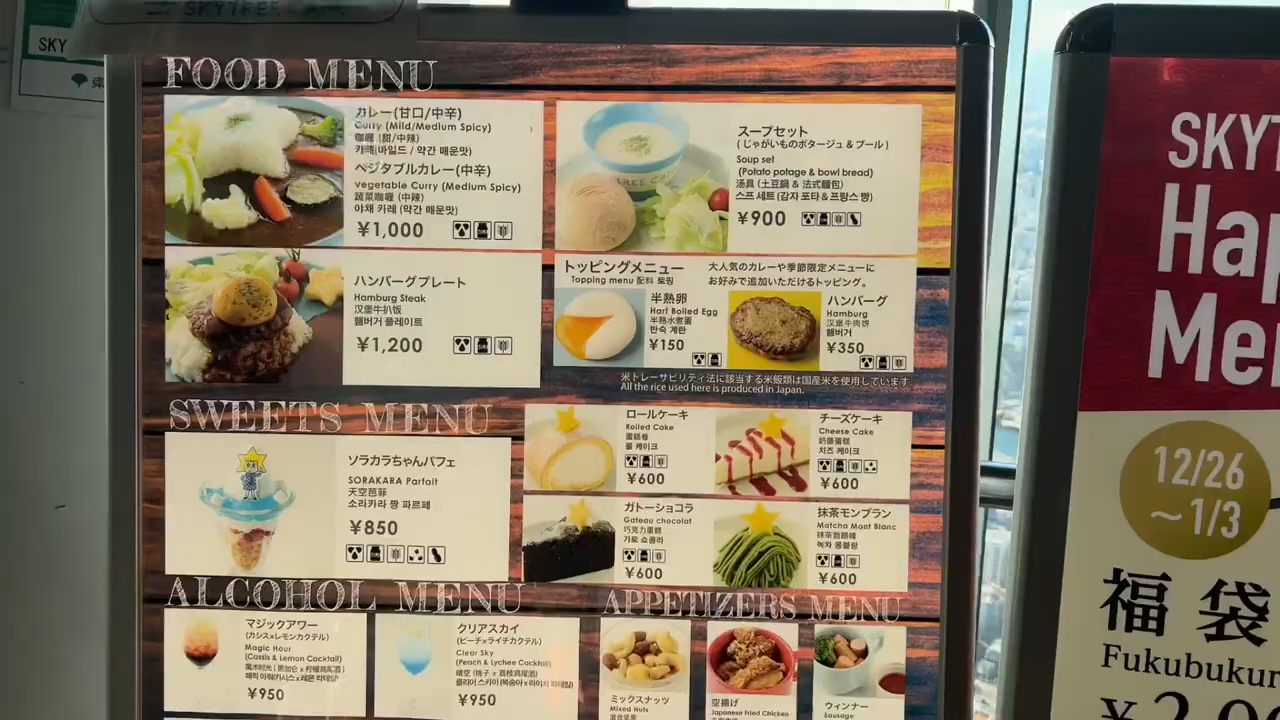 SKYTREE
SKY
東
FOOD MENU
カレー(甘口/中辛)
Curry (Mild/Medium Spicy)
咖喱 (甜/中辣)
카레(마일드 / 약간 매운맛)
ベジタブルカレー(中辛)
Vegetable Curry (Medium Spicy)
蔬菜咖喱 (中辣)
야채 카레 (약간 매운맛)
¥1,000
スープセット
(じゃがいものポタージュ & ブール)
Soup set
(Potato potage & bowl bread)
汤具 (土豆鍋 & 法式麵包)
스프 세트 (감자 포타 & 프랑스 빵)
¥900
ハンバーグプレート
Hamburg Steak
汉堡牛扒饭
햄버거 플레이트
¥1,200
トッピングメニュー
Topping menu 配料 토핑
大人気のカレーや季節限定メニューに
お好みで追加いただけるトッピング。
半熟卵
Harf Boiled Egg
半熟水煮蛋
반숙 계란
¥150
ハンバーグ
Hamburg
汉堡牛肉饼
햄버거
¥350
米トレーサビリティ法に該当する米飯類は国産米を使用しています。
All the rice used here is produced in Japan.
SWEETS MENU
ソラカラちゃんパフェ
SORAKARA Parfait
天空芭菲
소라카라 짱 파르페
¥850
ロールケーキ
Rolled Cake
蛋糕卷
롤 케이크
¥600
チーズケーキ
Cheese Cake
奶酪蛋糕
치즈 케이크
¥600
ガトーショコラ
Gateau chocolat
巧克力蛋糕
가토 쇼콜라
¥600
抹茶モンブラン
Matcha Mont Blanc
녹차 몽블랑
¥600
ALCOHOL MENU
マジックアワー
(カシス×レモンカクテル)
Magic Hour
(Cassis & Lemon Cocktail)
¥950
クリアスカイ
(ピーチ×ライチカクテル)
Clear Sky
(Peach & Lychee Cocktail)
¥950
APPETIZERS MENU
ミックスナッツ
Mixed Nuts
混合坚果
空揚げ
Japanese Fried Chicken
ウィンナー
Sausage
SKYT
Hap
Me
12/26
～1/3
福袋
Fukubukur